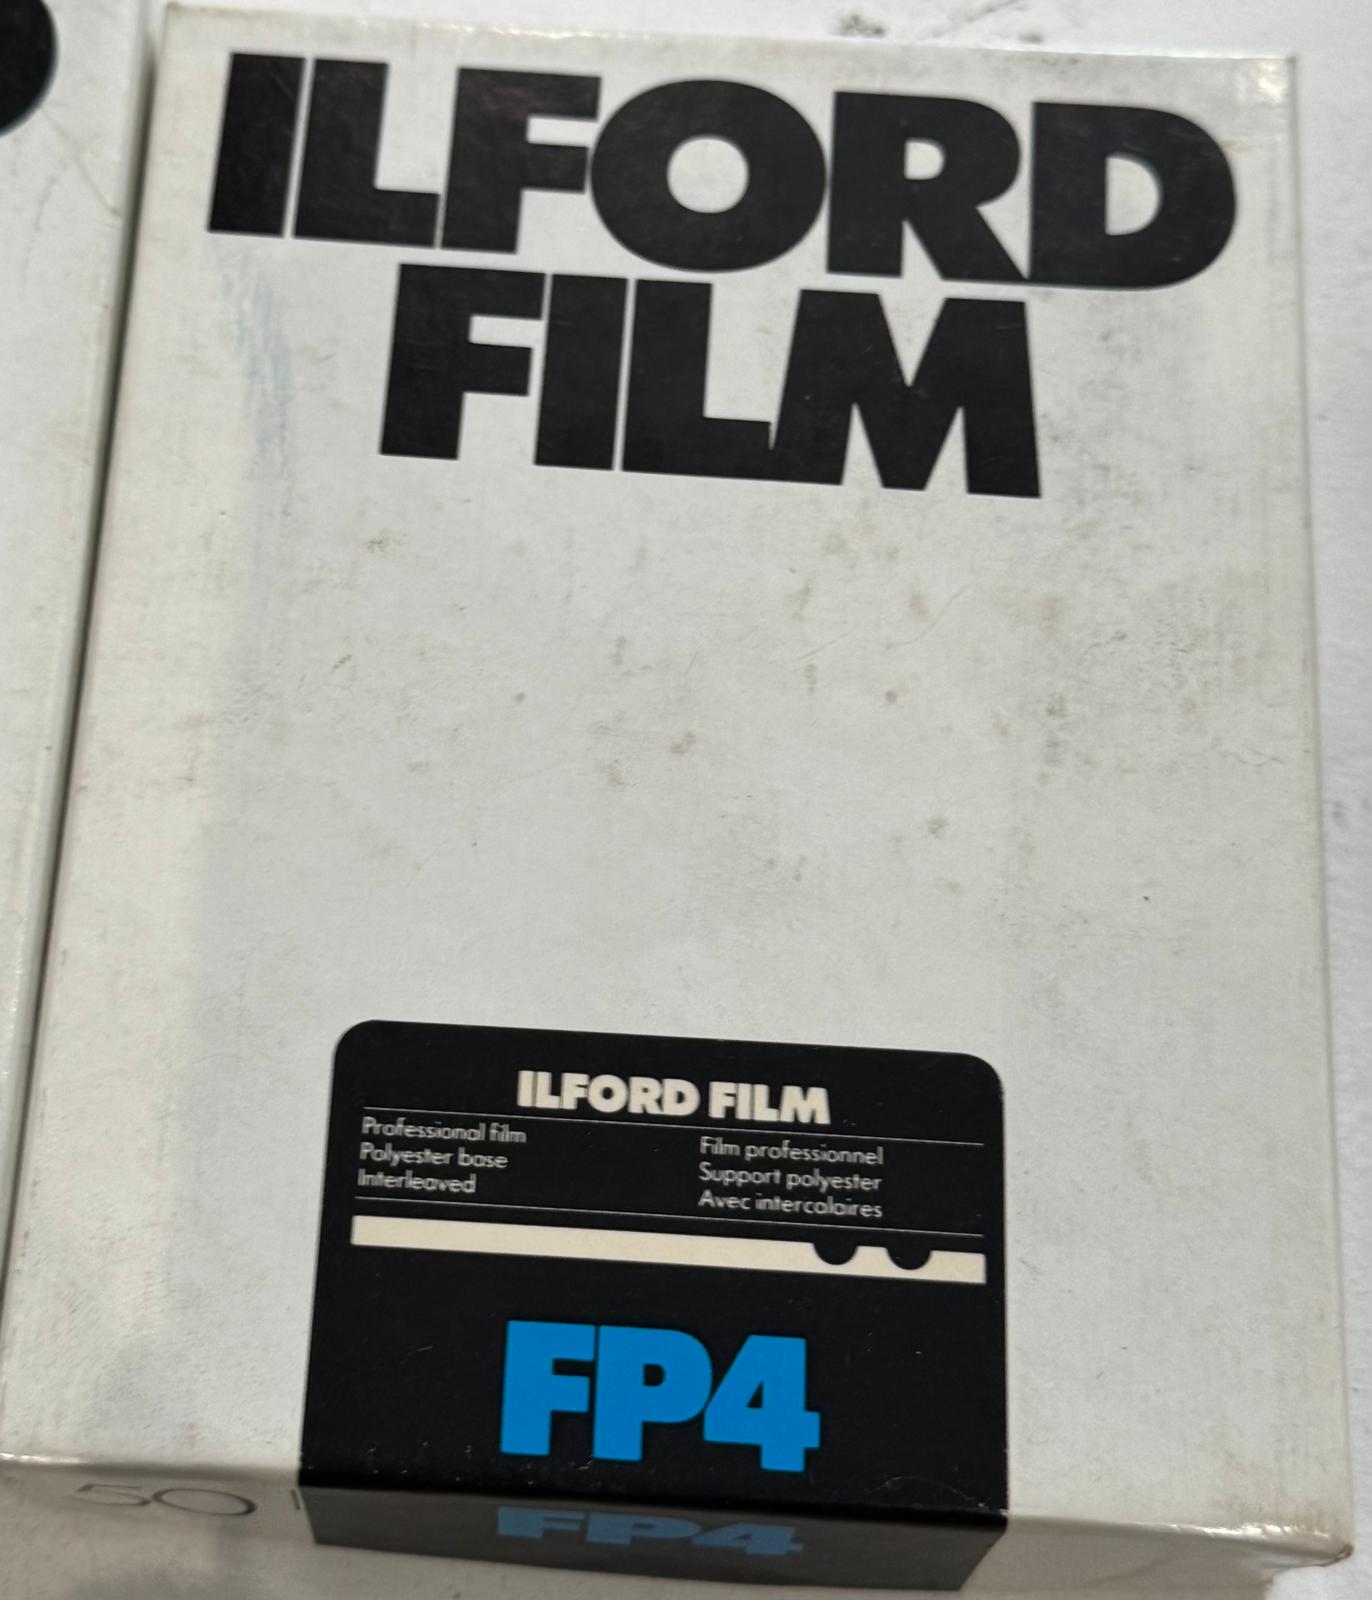 ILFORD
FILM
ILFORD FILM
Professional film
Polyester base
Interleaved
Film professionnel
Support polyester
Avec intercalaires
FP4
50
FP4